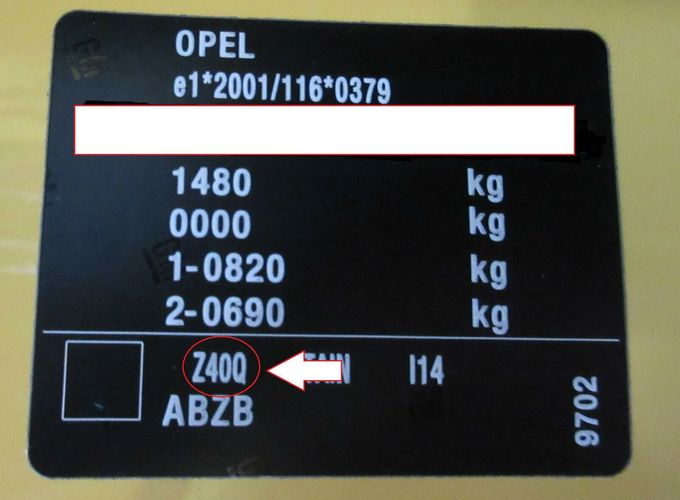 OPEL
e1*2001/116*0379
1480 kg
0000 kg
1-0820 kg
2-0690 kg
Z40Q I14
ABZB
9702